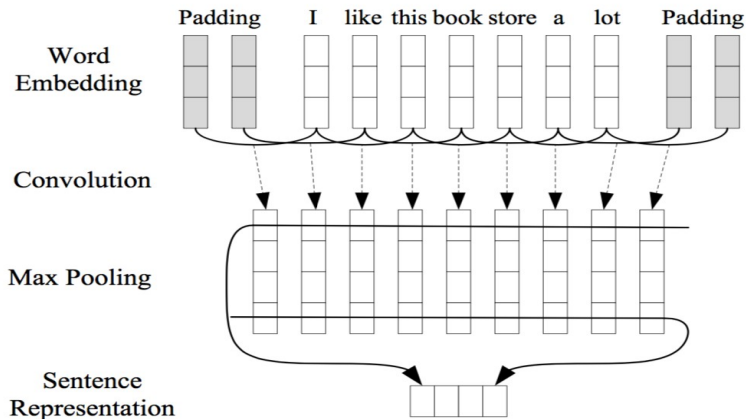 Padding I like this book store a lot Padding
Word
Embedding
Convolution
Max Pooling
Sentence
Representation